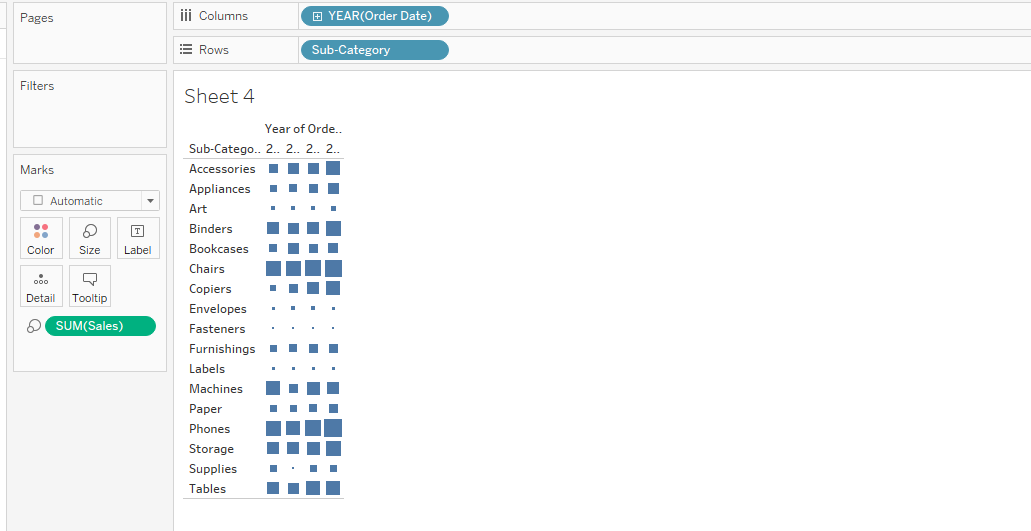 Pages
Columns
YEAR(Order Date)
Rows
Sub-Category
Filters
Sheet 4
Year of Orde..
Sub-Catego.. 2.. 2.. 2.. 2..
Accessories
Appliances
Art
Binders
Bookcases
Chairs
Copiers
Envelopes
Fasteners
Furnishings
Labels
Machines
Paper
Phones
Storage
Supplies
Tables
Marks
Automatic
Color Size Label
Detail Tooltip
SUM(Sales)